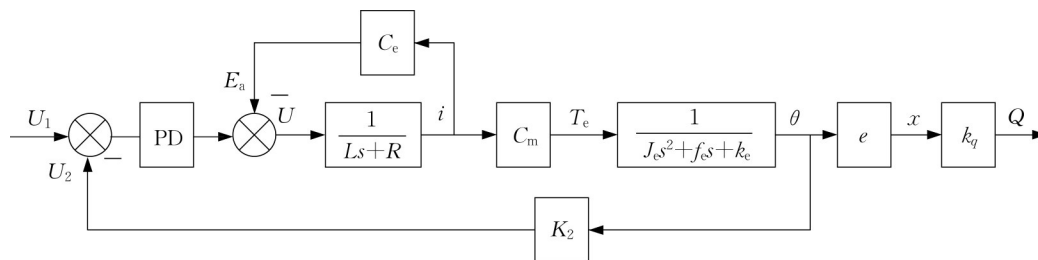 C_e
E_a
−
U
i
U_1
PD
1
Ls+R
C_m
T_e
1
J_e s^2+f_e s+k_e
θ
e
x
k_q
Q
−
U_2
K_2